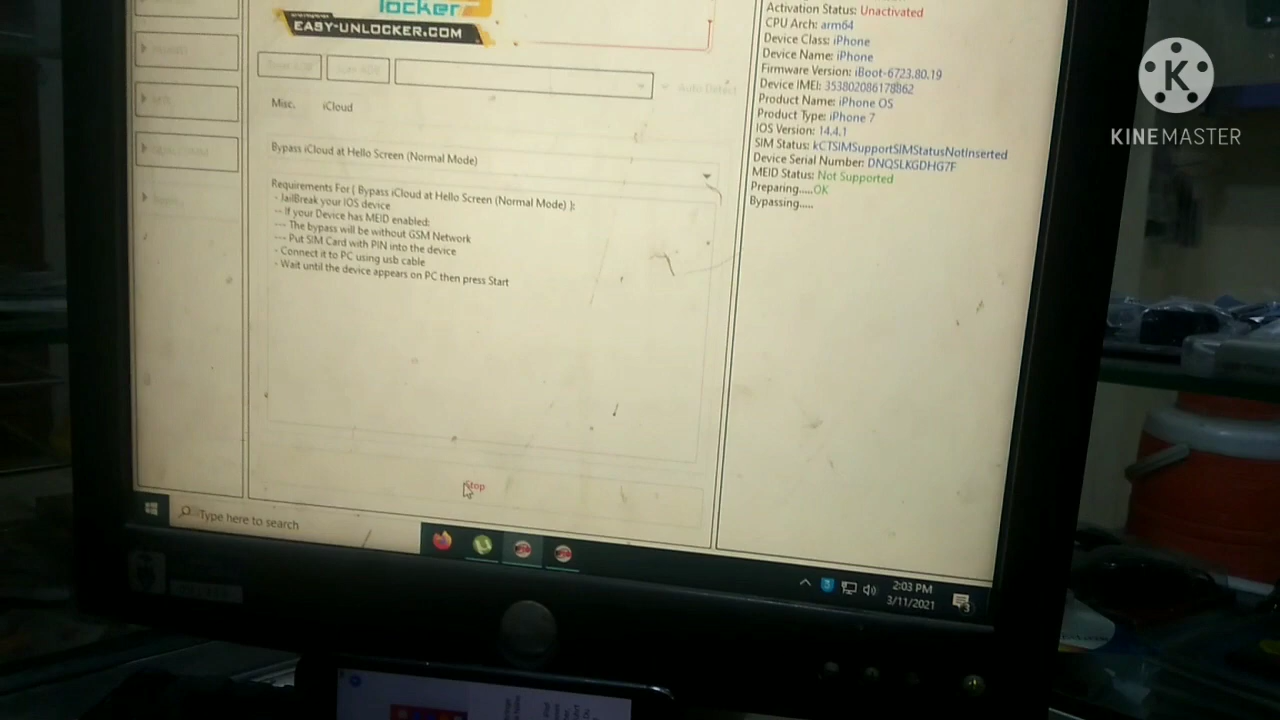 locker
EASY-UNLOCKER.COM
Auto Detect
Misc.
iCloud
Bypass iCloud at Hello Screen (Normal Mode)
Requirements For ( Bypass iCloud at Hello Screen (Normal Mode) ):
- JailBreak your IOS device
-- If your Device has MEID enabled:
--- The bypass will be without GSM Network
--- Put SIM Card with PIN into the device
- Connect it to PC using usb cable
- Wait until the device appears on PC then press Start
Stop
Activation Status: Unactivated
CPU Arch: arm64
Device Class: iPhone
Device Name: iPhone
Firmware Version: iBoot-6723.80.19
Device IMEI: 353802086178862
Product Name: iPhone OS
Product Type: iPhone 7
IOS Version: 14.4.1
SIM Status: kCTSIMSupportSIMStatusNotInserted
Device Serial Number: DNQSLKGDHG7F
MEID Status: Not Supported
Preparing.....OK
Bypassing.....
Type here to search
2:03 PM
3/11/2021
3
K
KINEMASTER